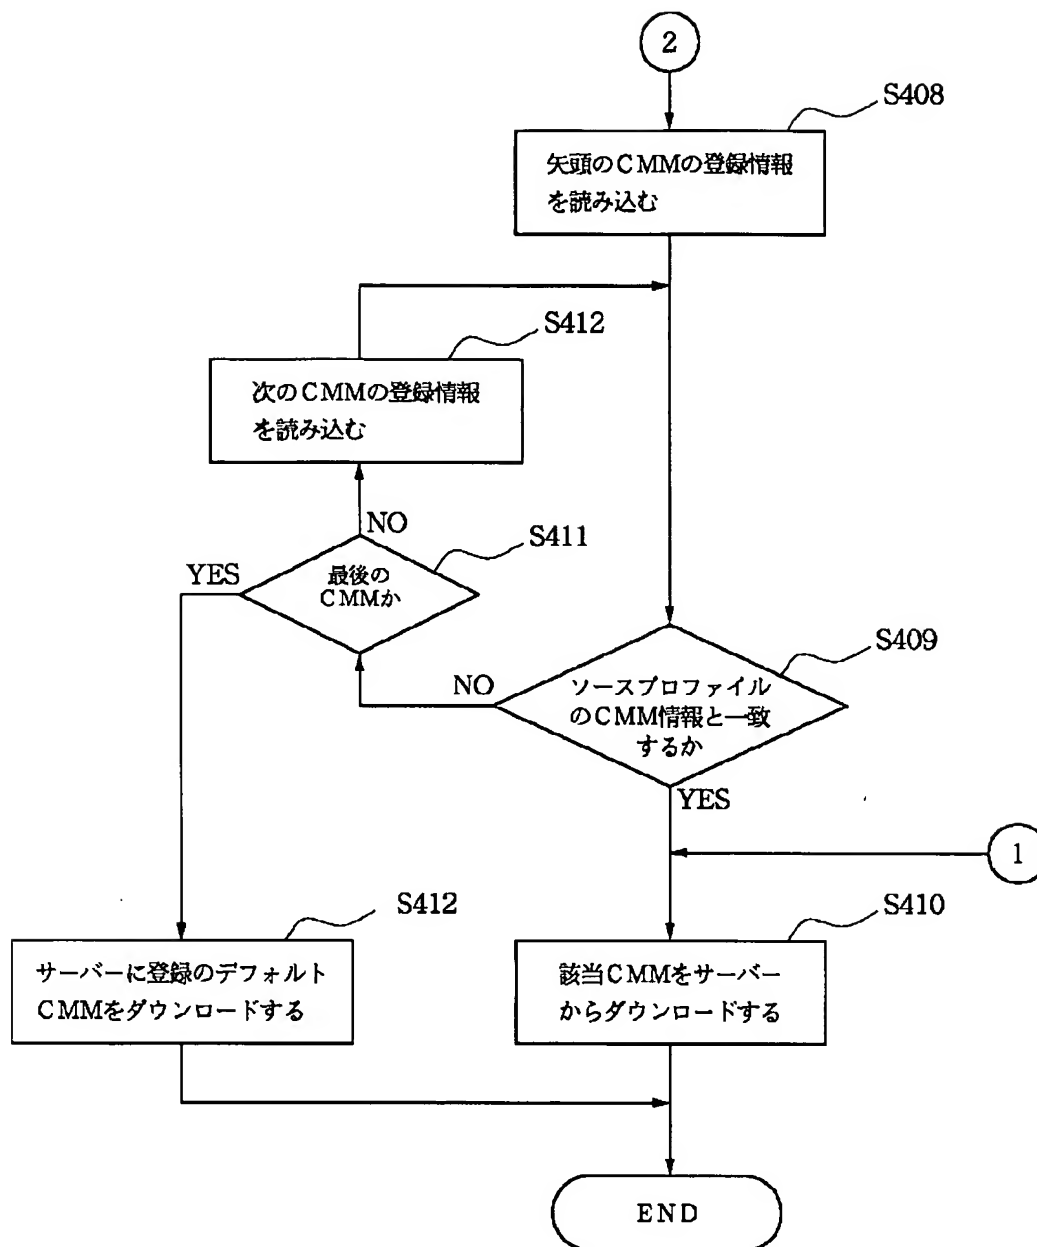 2
S408
矢頭のCMMの登録情報
を読み込む
S412
次のCMMの登録情報
を読み込む
NO
S411
YES
最後の
CMMか
S409
NO
ソースプロファイル
のCMM情報と一致
するか
YES
1
S412
S410
サーバーに登録のデフォルト
CMMをダウンロードする
該当CMMをサーバー
からダウンロードする
END